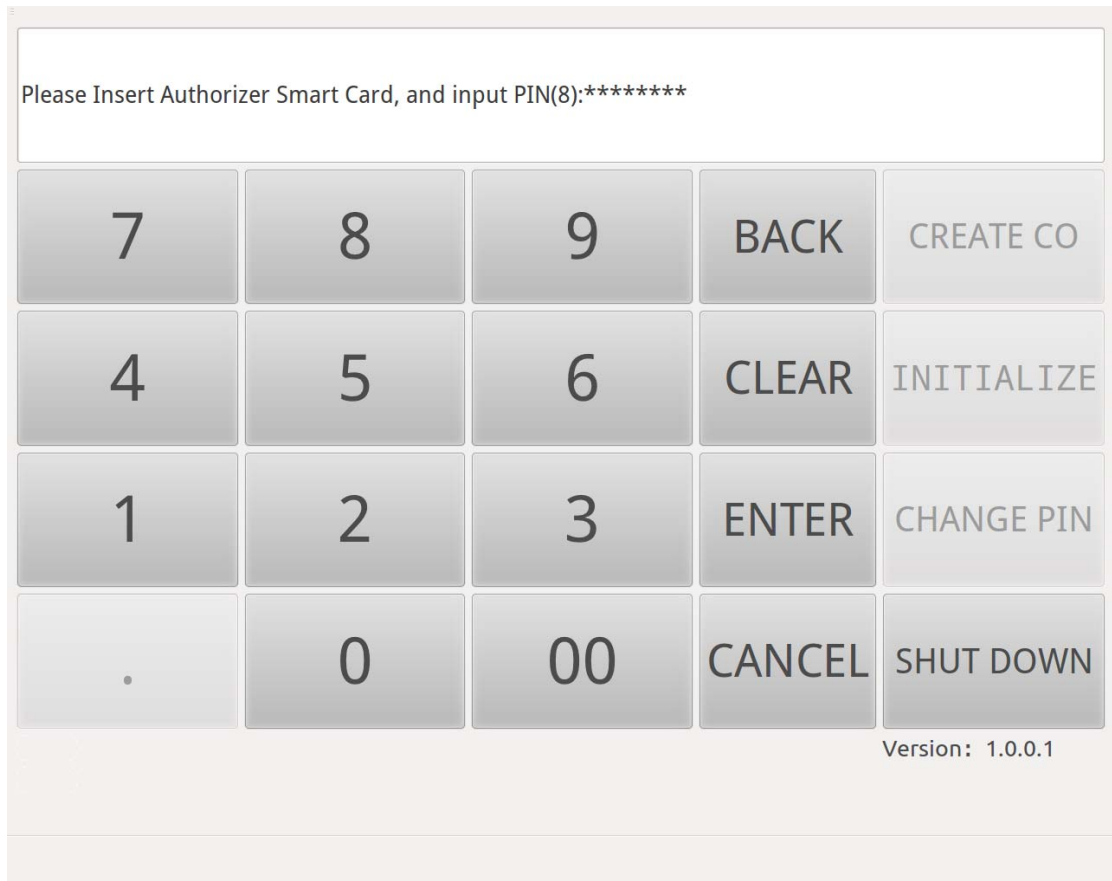 Please Insert Authorizer Smart Card, and input PIN(8):********
7 8 9 BACK CREATE CO
4 5 6 CLEAR INITIALIZE
1 2 3 ENTER CHANGE PIN
. 0 00 CANCEL SHUT DOWN
Version: 1.0.0.1